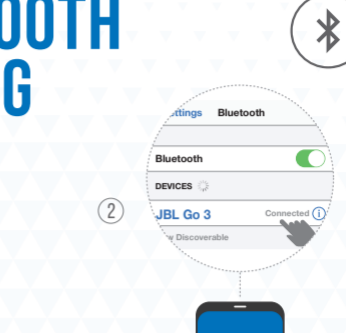 OOTH
G
ttings Bluetooth
Bluetooth
DEVICES
2
JBL Go 3 Connected i
Discoverable